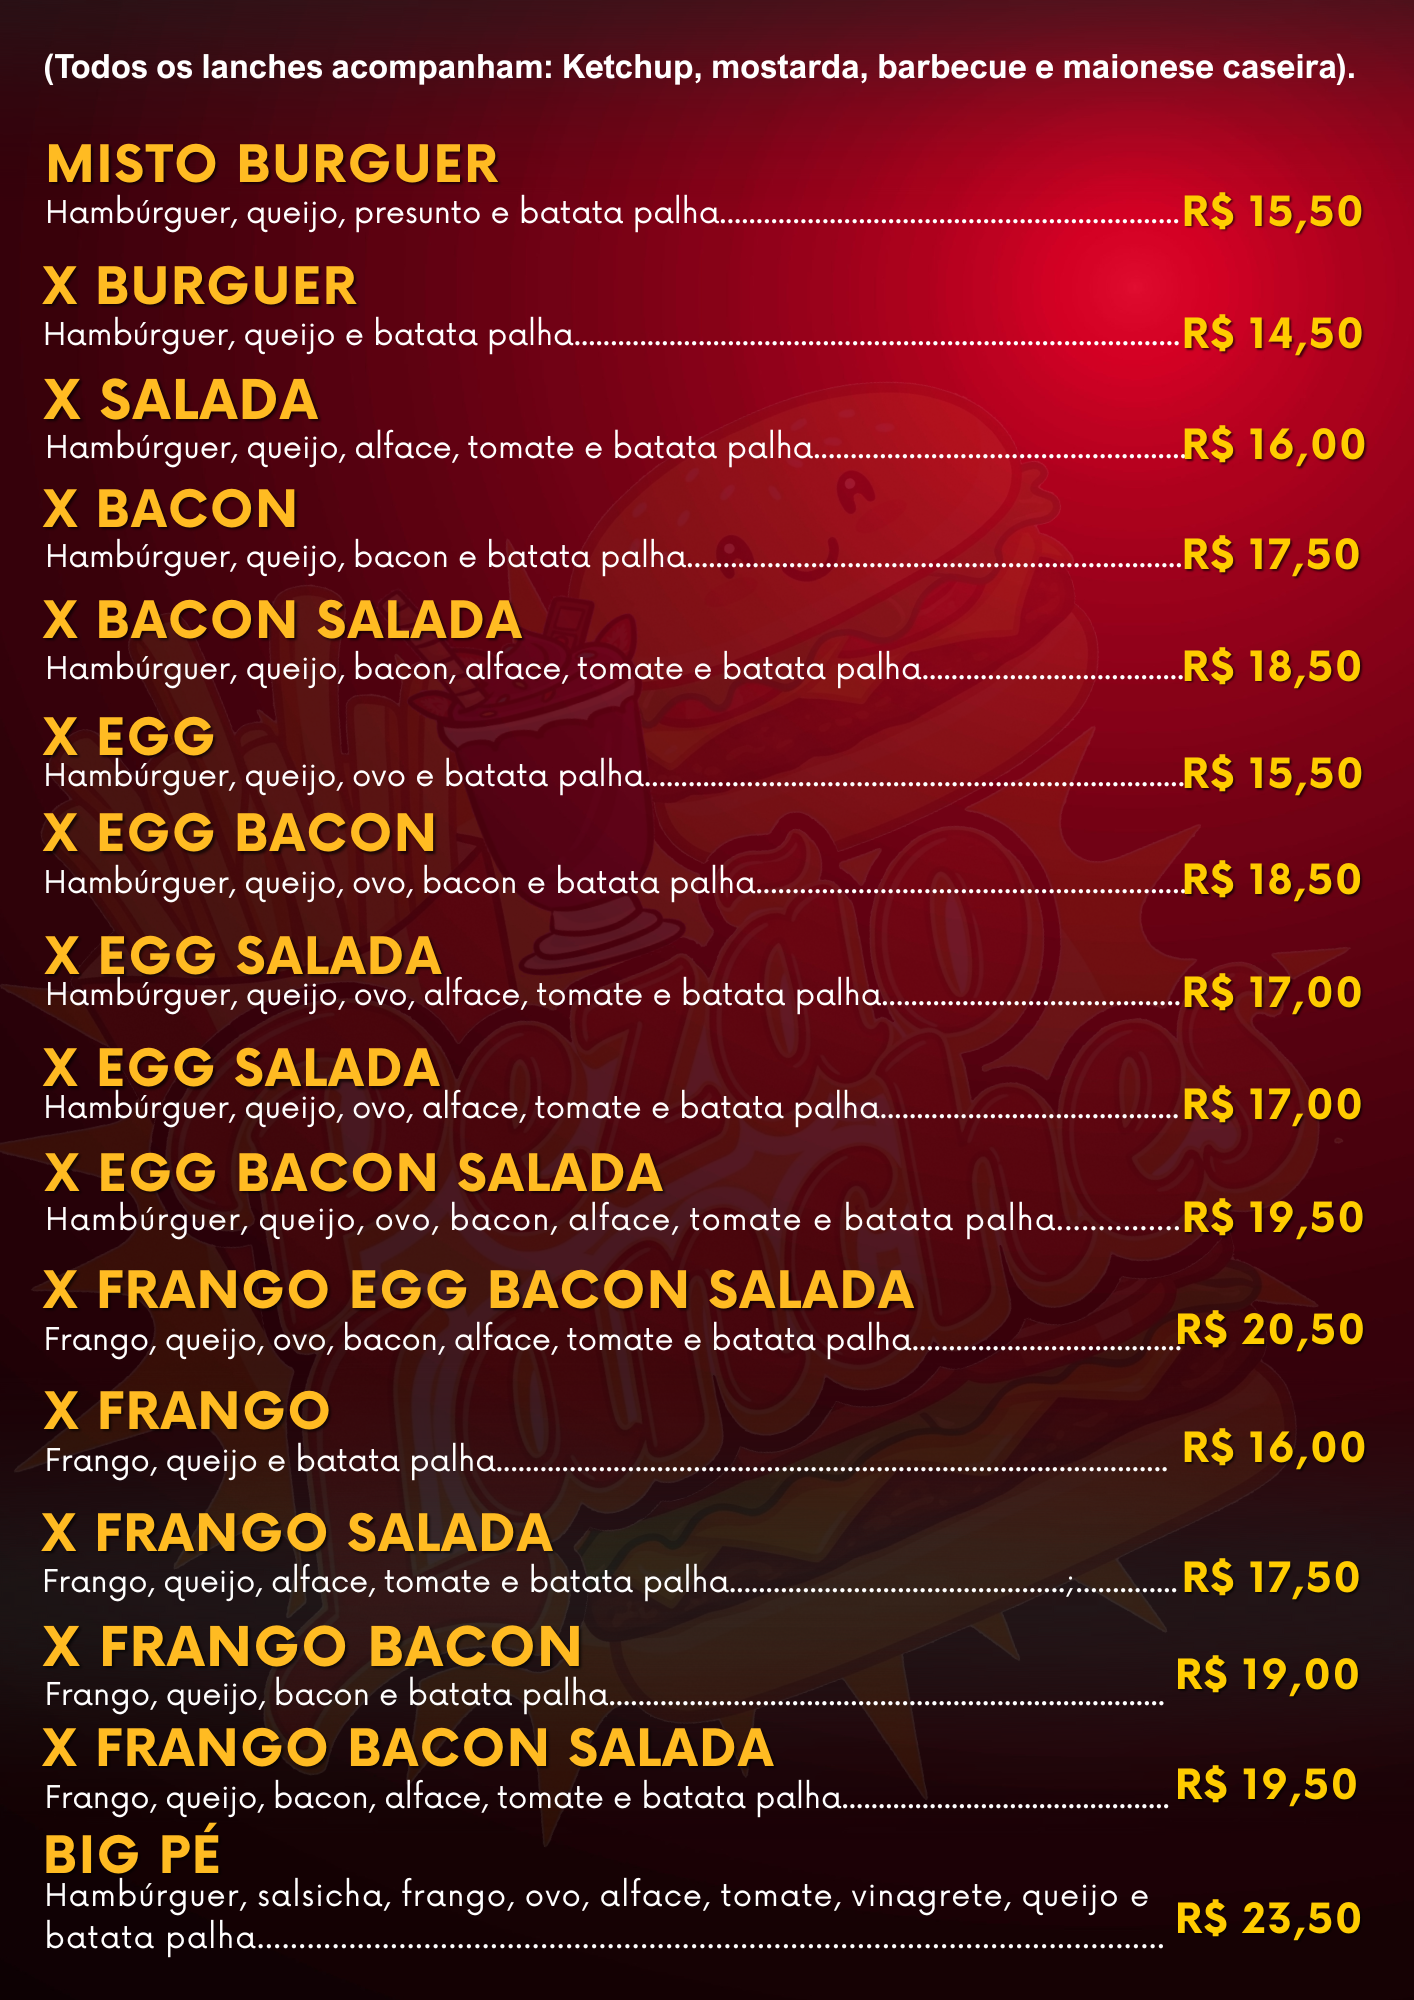 (Todos os lanches acompanham: Ketchup, mostarda, barbecue e maionese caseira).
MISTO BURGUER
Hambúrguer, queijo, presunto e batata palha.............................................................. R$ 15,50
X BURGUER
Hambúrguer, queijo e batata palha.................................................................................. R$ 14,50
X SALADA
Hambúrguer, queijo, alface, tomate e batata palha.................................................. R$ 16,00
X BACON
Hambúrguer, queijo, bacon e batata palha................................................................... R$ 17,50
X BACON SALADA
Hambúrguer, queijo, bacon, alface, tomate e batata palha................................... R$ 18,50
X EGG
Hambúrguer, queijo, ovo e batata palha......................................................................... R$ 15,50
X EGG BACON
Hambúrguer, queijo, ovo, bacon e batata palha.......................................................... R$ 18,50
X EGG SALADA
Hambúrguer, queijo, ovo, alface, tomate e batata palha........................................ R$ 17,00
X EGG SALADA
Hambúrguer, queijo, ovo, alface, tomate e batata palha........................................ R$ 17,00
X EGG BACON SALADA
Hambúrguer, queijo, ovo, bacon, alface, tomate e batata palha............... R$ 19,50
X FRANGO EGG BACON SALADA
Frango, queijo, ovo, bacon, alface, tomate e batata palha.................................... R$ 20,50
X FRANGO
Frango, queijo e batata palha........................................................................................... R$ 16,00
X FRANGO SALADA
Frango, queijo, alface, tomate e batata palha..............................................;............. R$ 17,50
X FRANGO BACON
Frango, queijo, bacon e batata palha........................................................................... R$ 19,00
X FRANGO BACON SALADA
Frango, queijo, bacon, alface, tomate e batata palha............................................ R$ 19,50
BIG PÉ
Hambúrguer, salsicha, frango, ovo, alface, tomate, vinagrete, queijo e
batata palha............................................................................................................. R$ 23,50
Pezão
Lanches